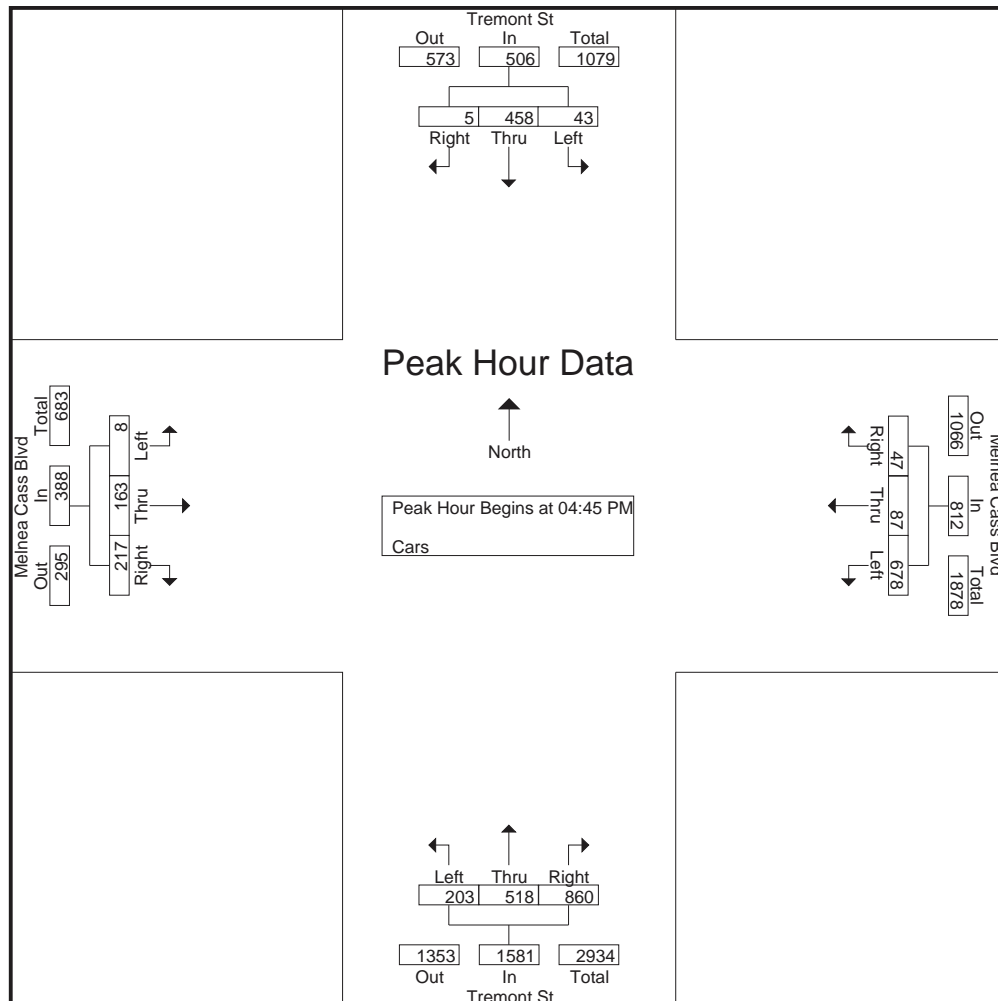 Tremont St
Out In Total
573 506 1079
5 458 43
Right Thru Left
Peak Hour Data
North
Peak Hour Begins at 04:45 PM
Cars
Melnea Cass Blvd
Out In Total
295 388 683
217 163 8
Right Thru Left
Melnea Cass Blvd
Out In Total
1066 812 1878
47 87 678
Right Thru Left
Left Thru Right
203 518 860
1353 1581 2934
Out In Total
Tremont St